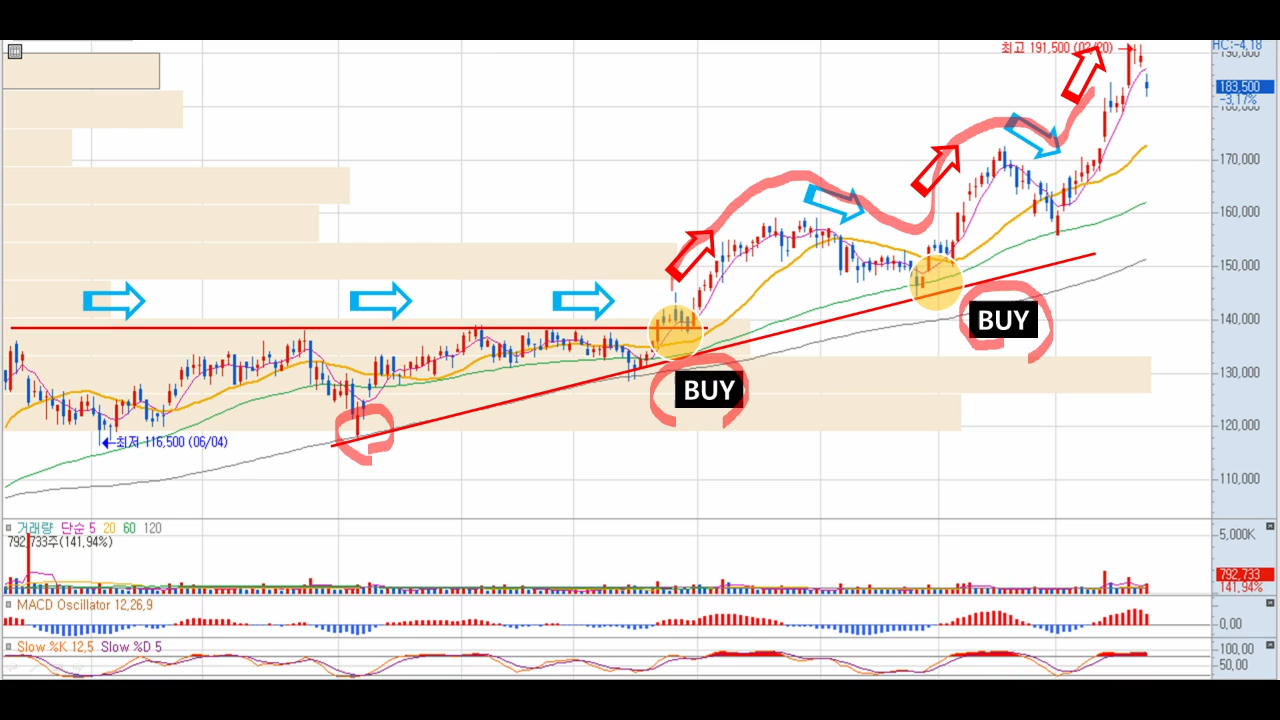 최고 191,500 (02/20)
HC:-4,18
190,000
183,500
-3,17%
180,000
170,000
160,000
150,000
140,000
BUY
130,000
BUY
120,000
최저 116,500 (06/04)
110,000
거래량 단순 5 20 60 120
792,733주(141,94%)
5,000K
792,733
141,94%
MACD Oscillator 12,26,9
0,00
Slow %K 12,5 Slow %D 5
100,00
50,00